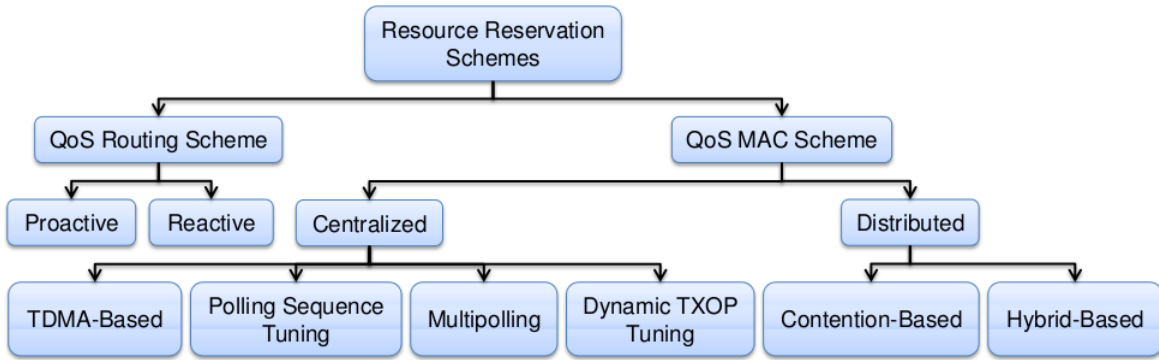 Resource Reservation
Schemes
QoS Routing Scheme
QoS MAC Scheme
Proactive
Reactive
Centralized
Distributed
TDMA-Based
Polling Sequence
Tuning
Multipolling
Dynamic TXOP
Tuning
Contention-Based
Hybrid-Based